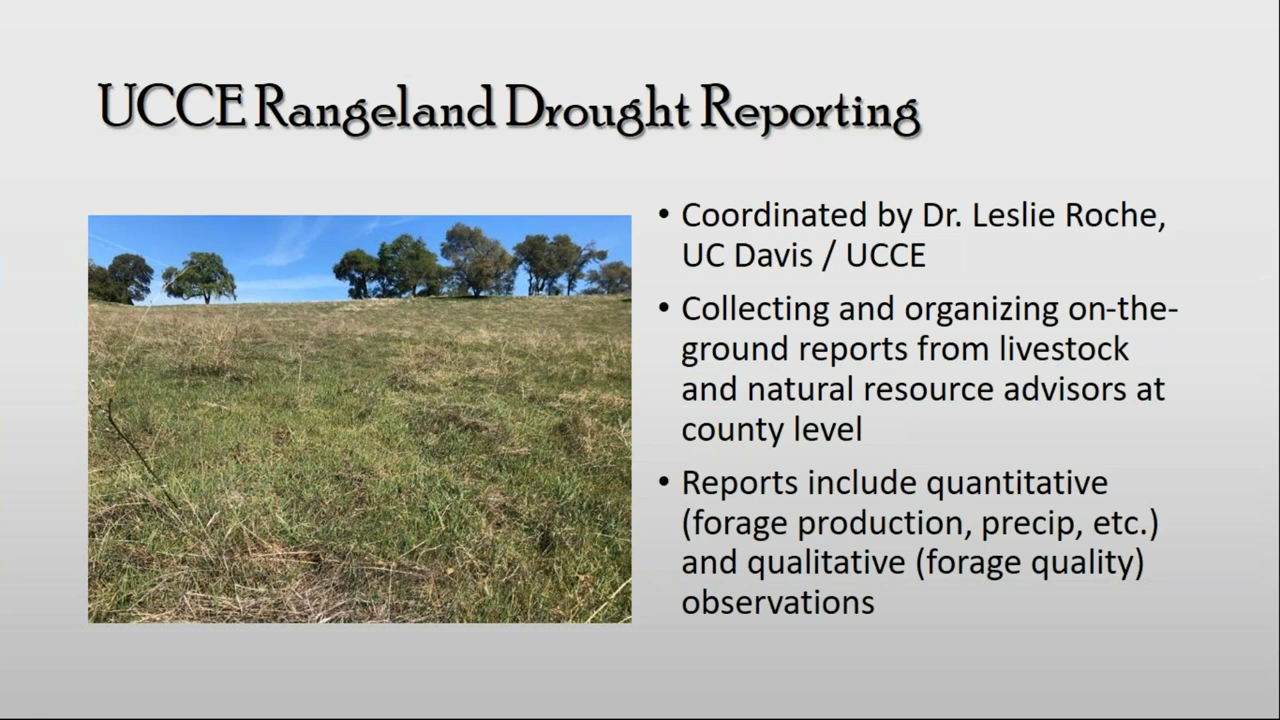 UCCE Rangeland Drought Reporting
• Coordinated by Dr. Leslie Roche,
UC Davis / UCCE
• Collecting and organizing on-the-
ground reports from livestock
and natural resource advisors at
county level
• Reports include quantitative
(forage production, precip, etc.)
and qualitative (forage quality)
observations